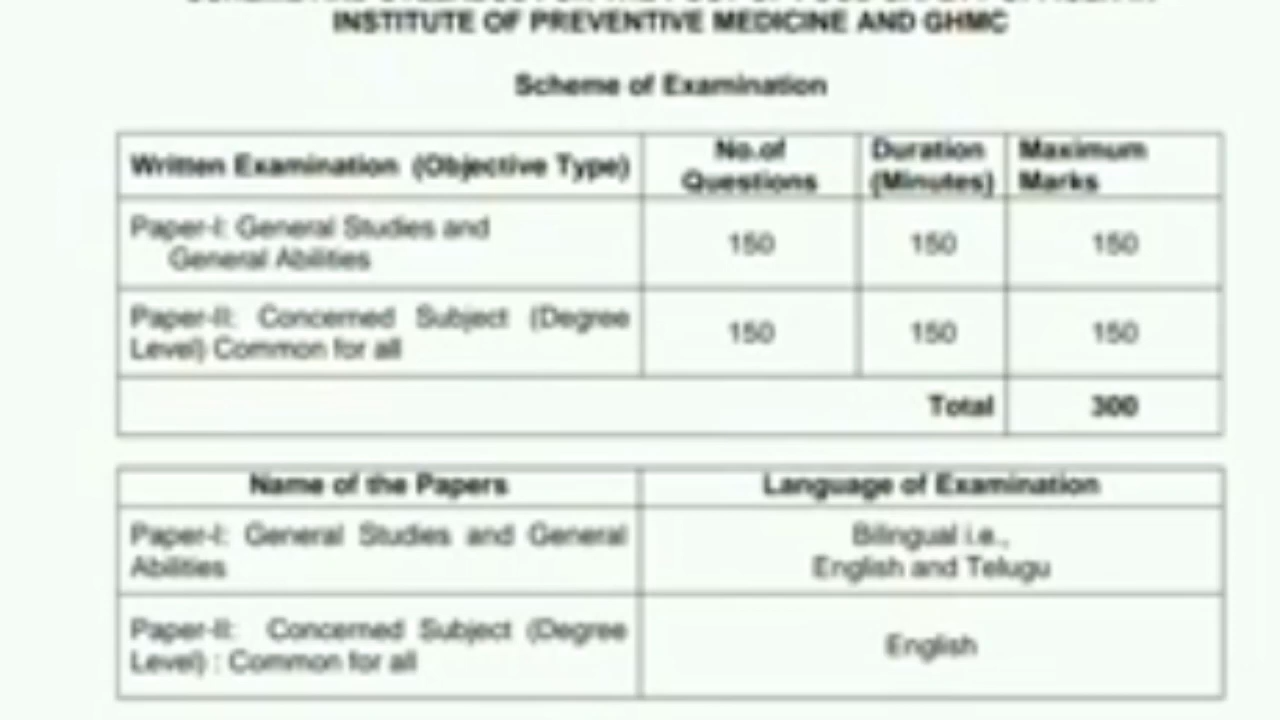 INSTITUTE OF PREVENTIVE MEDICINE AND GHMC
Scheme of Examination
Written Examination (Objective Type)
No.of
Questions
Duration
(Minutes)
Maximum
Marks
Paper-I: General Studies and
General Abilities
150
150
150
Paper-II: Concerned Subject (Degree
Level) Common for all
150
150
150
Total
300
Name of the Papers
Language of Examination
Paper-I: General Studies and General
Abilities
Bilingual i.e.,
English and Telugu
Paper-II: Concerned Subject (Degree
Level) : Common for all
English